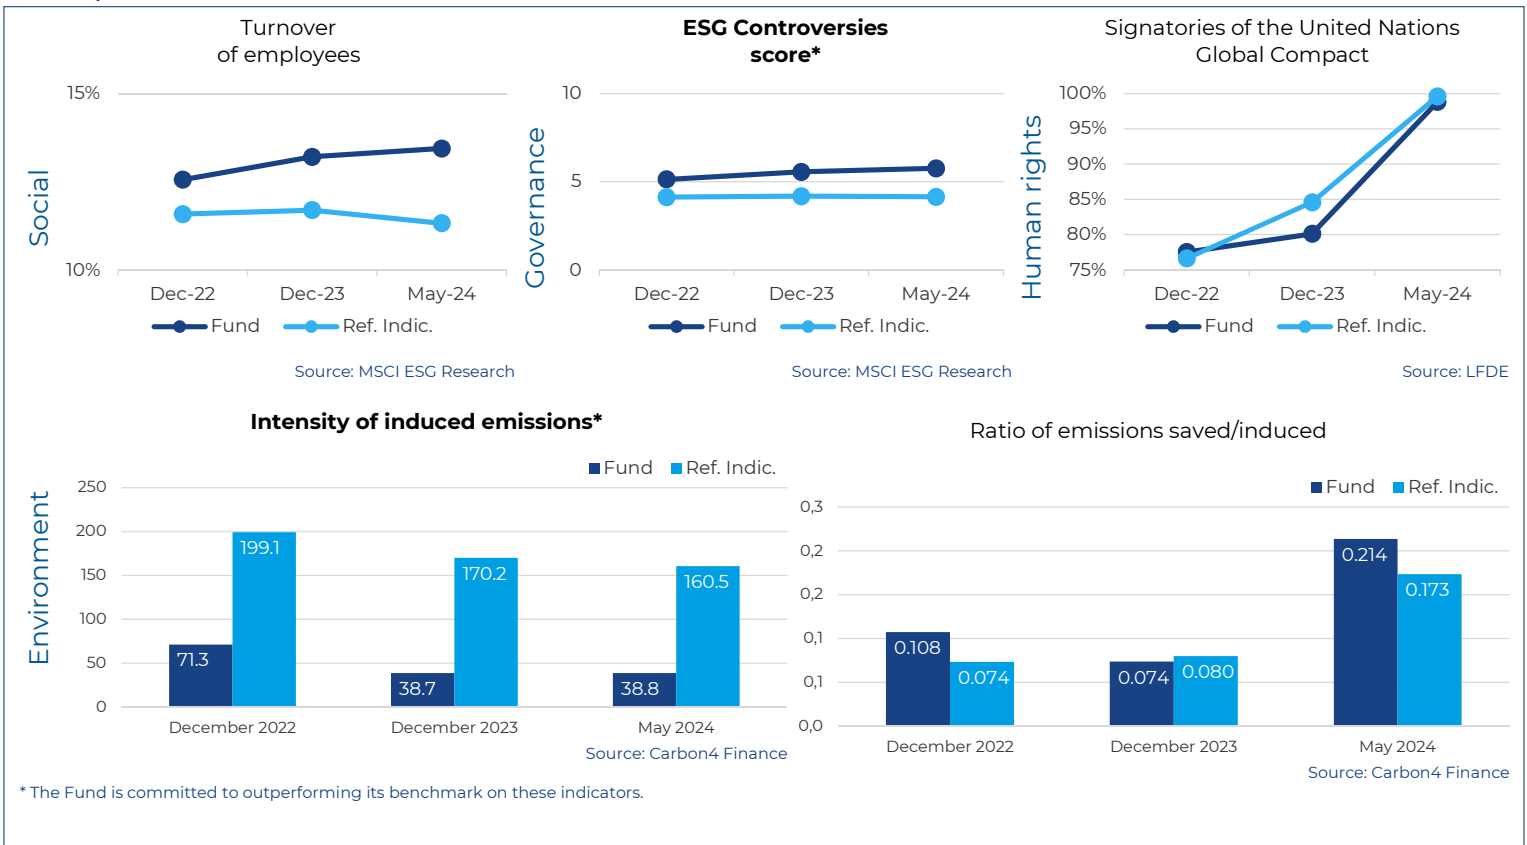 Turnover
of employees
15%
10%
Social
Dec-22
Dec-23
May-24
Fund
Ref. Indic.
Source: MSCI ESG Research
ESG Controversies
score*
10
5
0
Governance
Dec-22
Dec-23
May-24
Fund
Ref. Indic.
Source: MSCI ESG Research
Signatories of the United Nations
Global Compact
100%
95%
90%
85%
80%
75%
Human rights
Dec-22
Dec-23
May-24
Fund
Ref. Indic.
Source: LFDE
Intensity of induced emissions*
Fund
Ref. Indic.
250
200
150
100
50
0
Environment
71.3
199.1
38.7
170.2
38.8
160.5
December 2022
December 2023
May 2024
Source: Carbon4 Finance
Ratio of emissions saved/induced
Fund
Ref. Indic.
0,3
0,2
0,2
0,1
0,1
0,0
0.108
0.074
0.074
0.080
0.214
0.173
December 2022
December 2023
May 2024
Source: Carbon4 Finance
* The Fund is committed to outperforming its benchmark on these indicators.